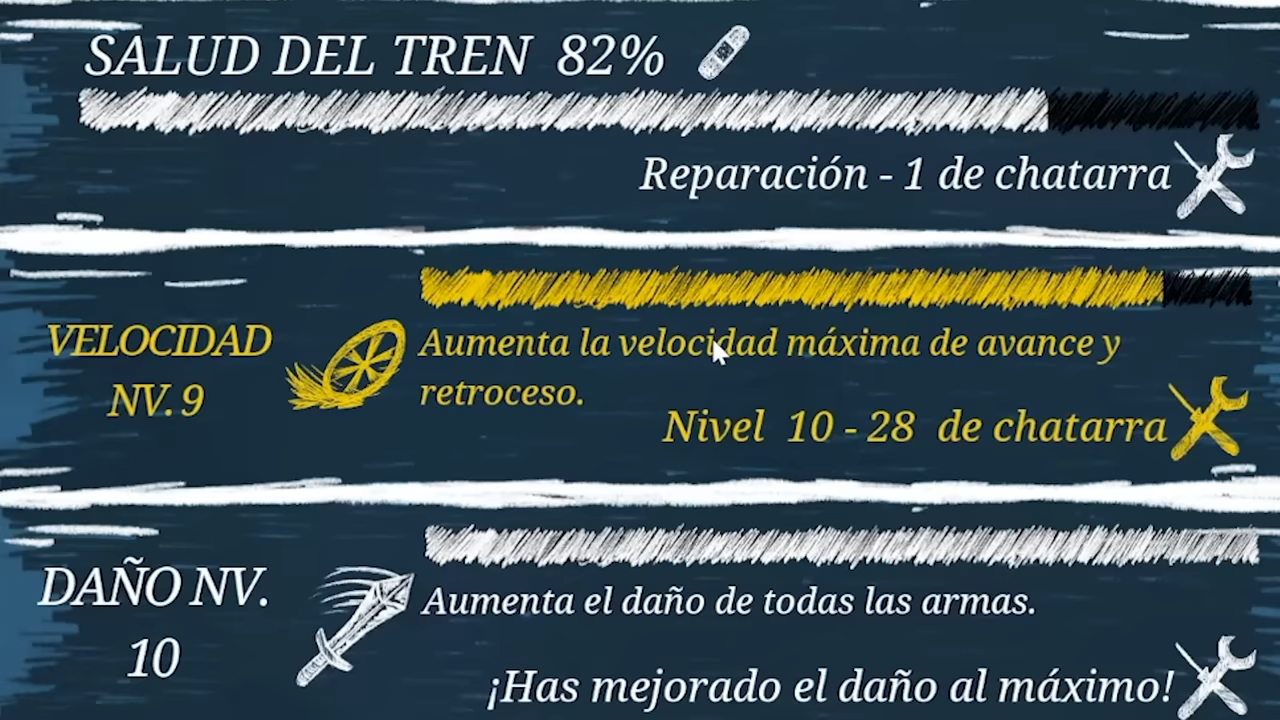 SALUD DEL TREN 82%
Reparación - 1 de chatarra
VELOCIDAD
NV. 9
Aumenta la velocidad máxima de avance y
retroceso.
Nivel 10 - 28 de chatarra
DAÑO NV.
10
Aumenta el daño de todas las armas.
¡Has mejorado el daño al máximo!